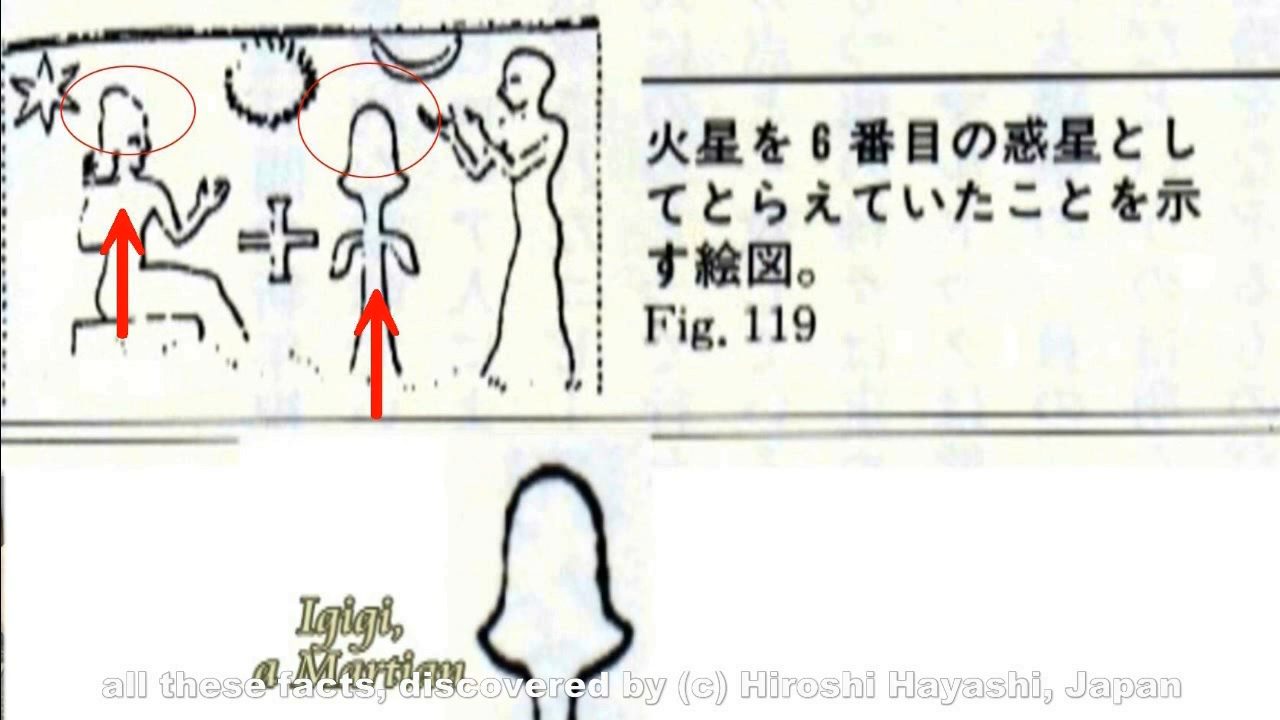 火星を6番目の惑星とし
てとらえていたことを示
す絵図。
Fig. 119
Igigi,
a Martian
all these facts, discovered by (c) Hiroshi Hayashi, Japan